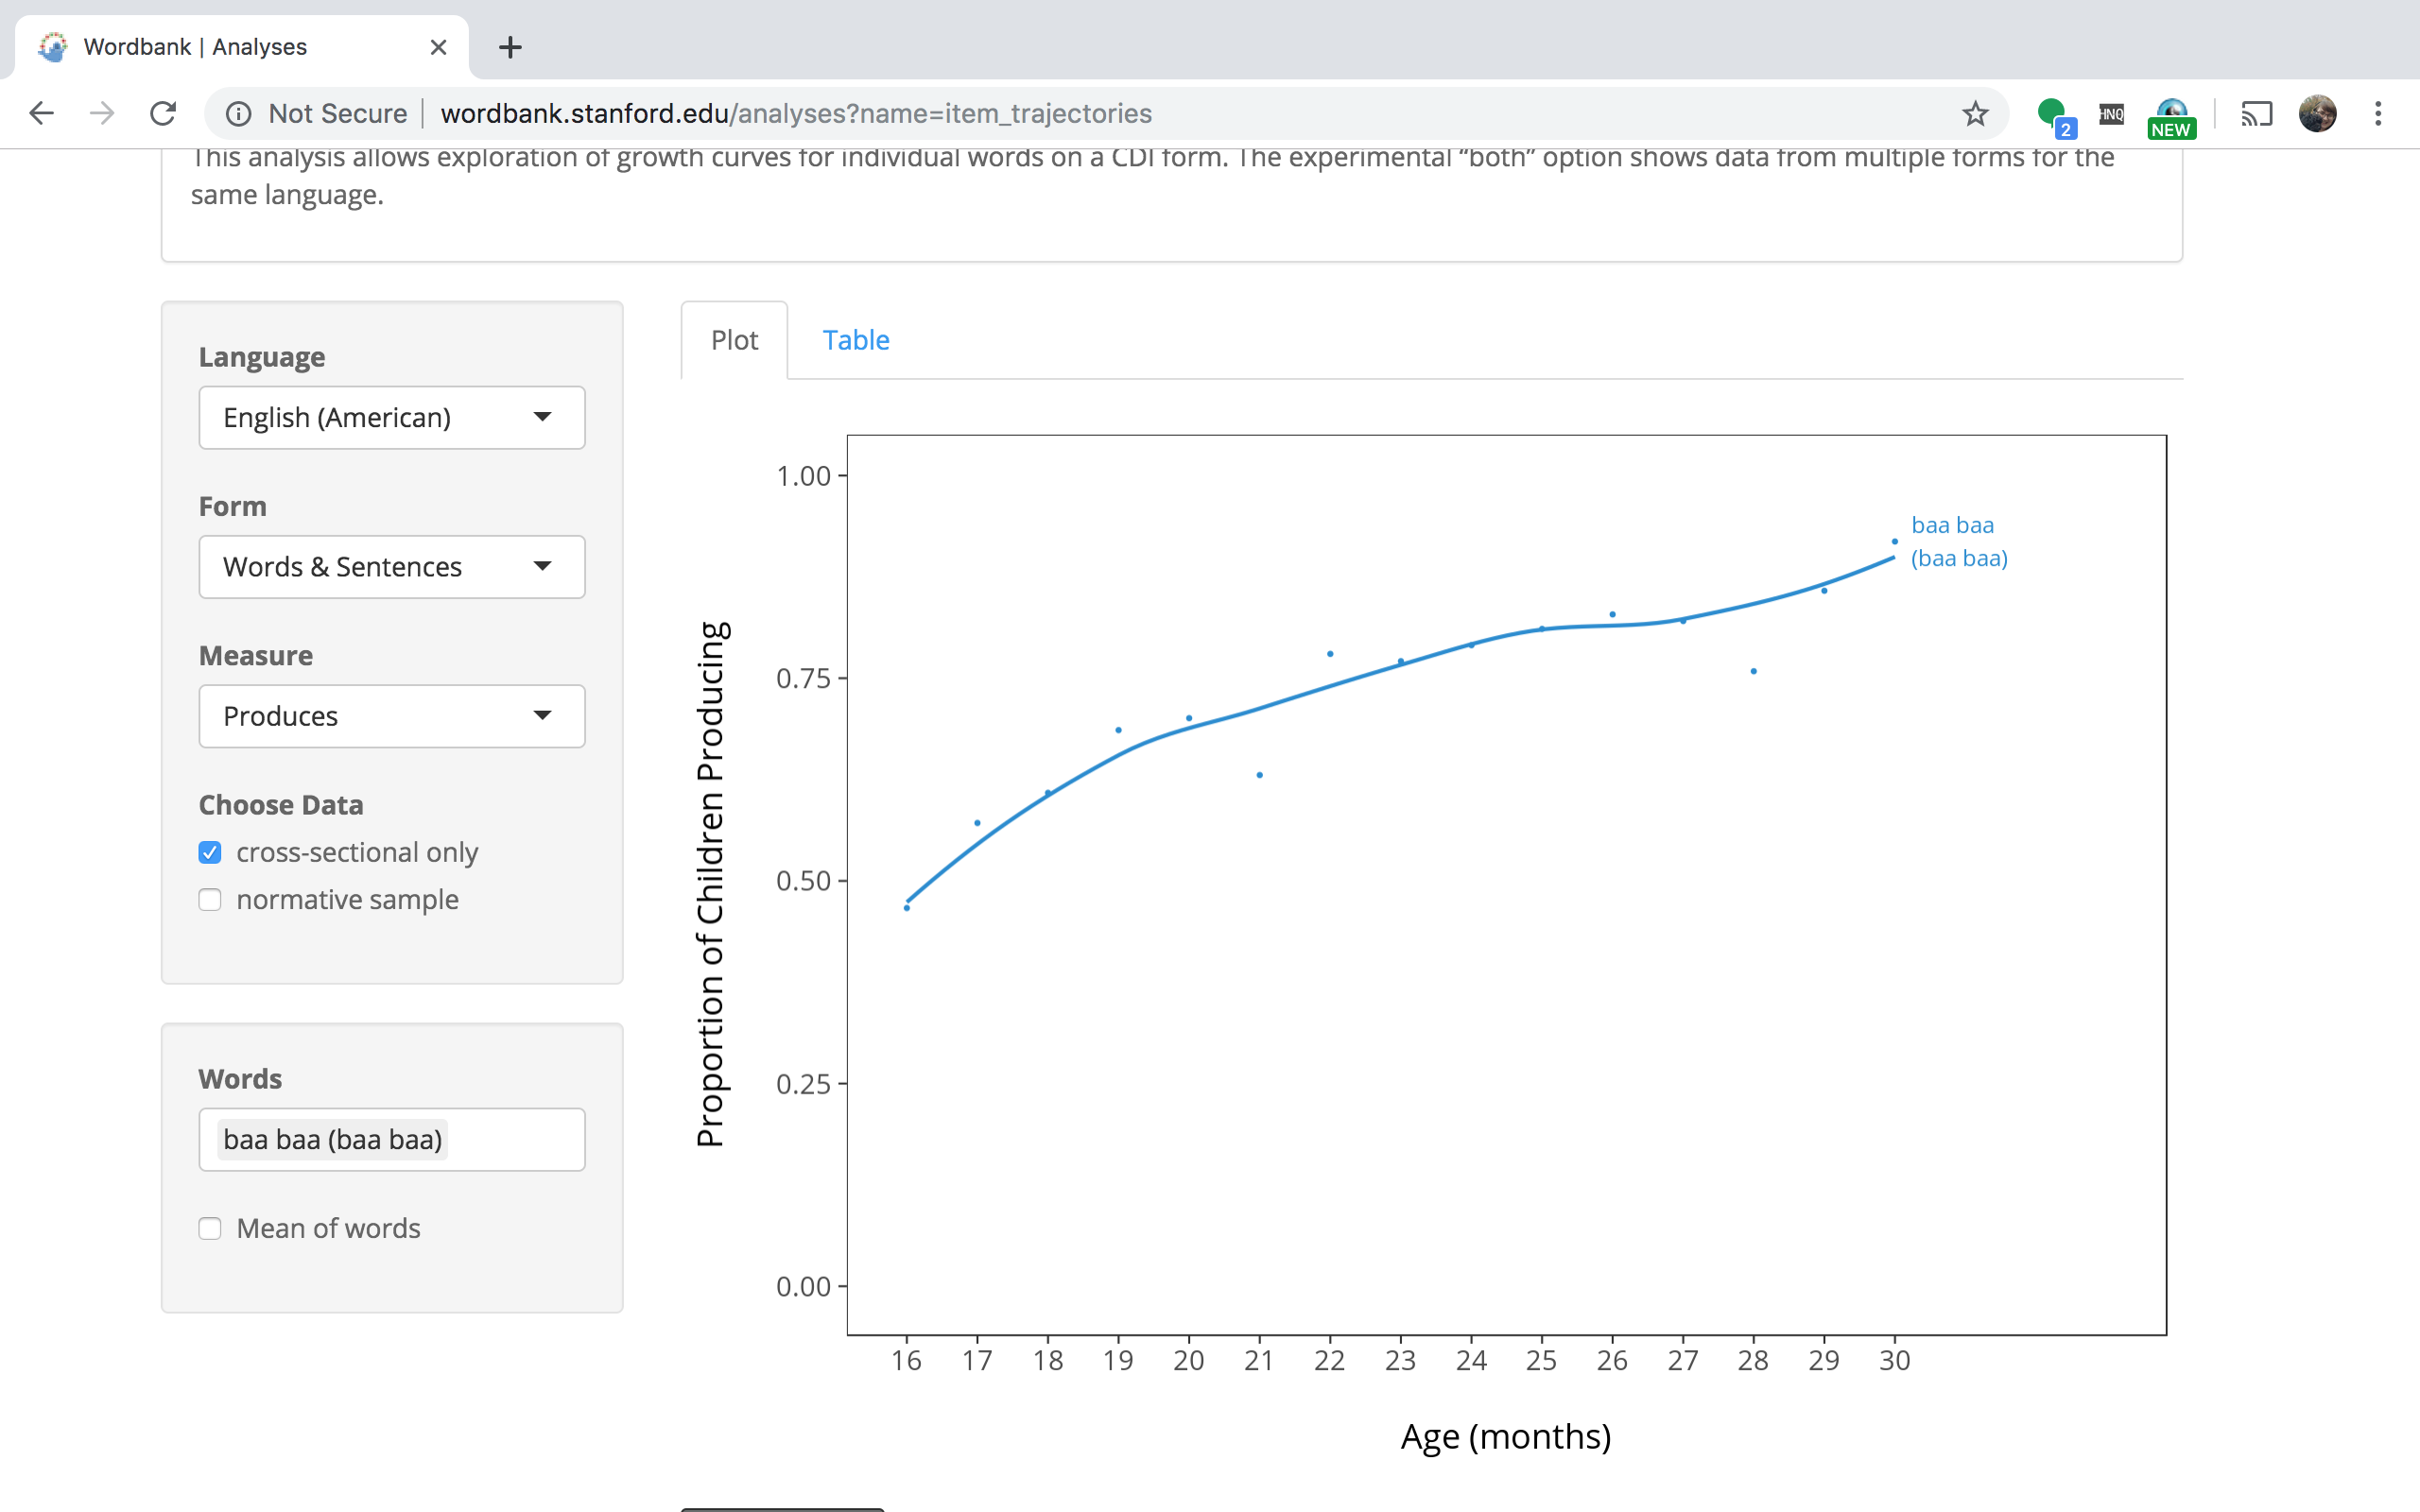 Wordbank | Analyses
Not Secure
wordbank.stanford.edu/analyses?name=item_trajectories
2
HNQ
NEW
This analysis allows exploration of growth curves for individual words on a CDI form. The experimental “both” option shows data from multiple forms for the
same language.
Language
English (American)
Form
Words & Sentences
Measure
Produces
Choose Data
cross-sectional only
normative sample
Words
baa baa (baa baa)
Mean of words
Plot
Table
Proportion of Children Producing
1.00
0.75
0.50
0.25
0.00
baa baa
(baa baa)
16 17 18 19 20 21 22 23 24 25 26 27 28 29 30
Age (months)